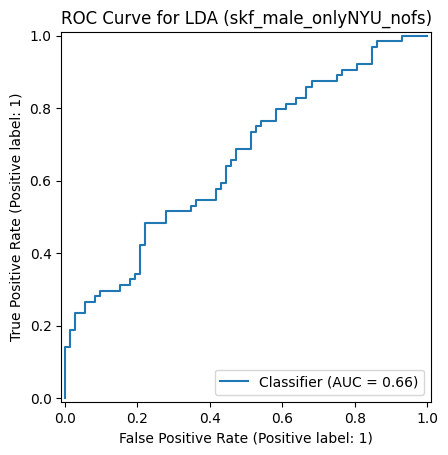 ROC Curve for LDA (skf_male_onlyNYU_nofs)
True Positive Rate (Positive label: 1)
1.0
0.8
0.6
0.4
0.2
0.0
Classifier (AUC = 0.66)
0.0 0.2 0.4 0.6 0.8 1.0
False Positive Rate (Positive label: 1)